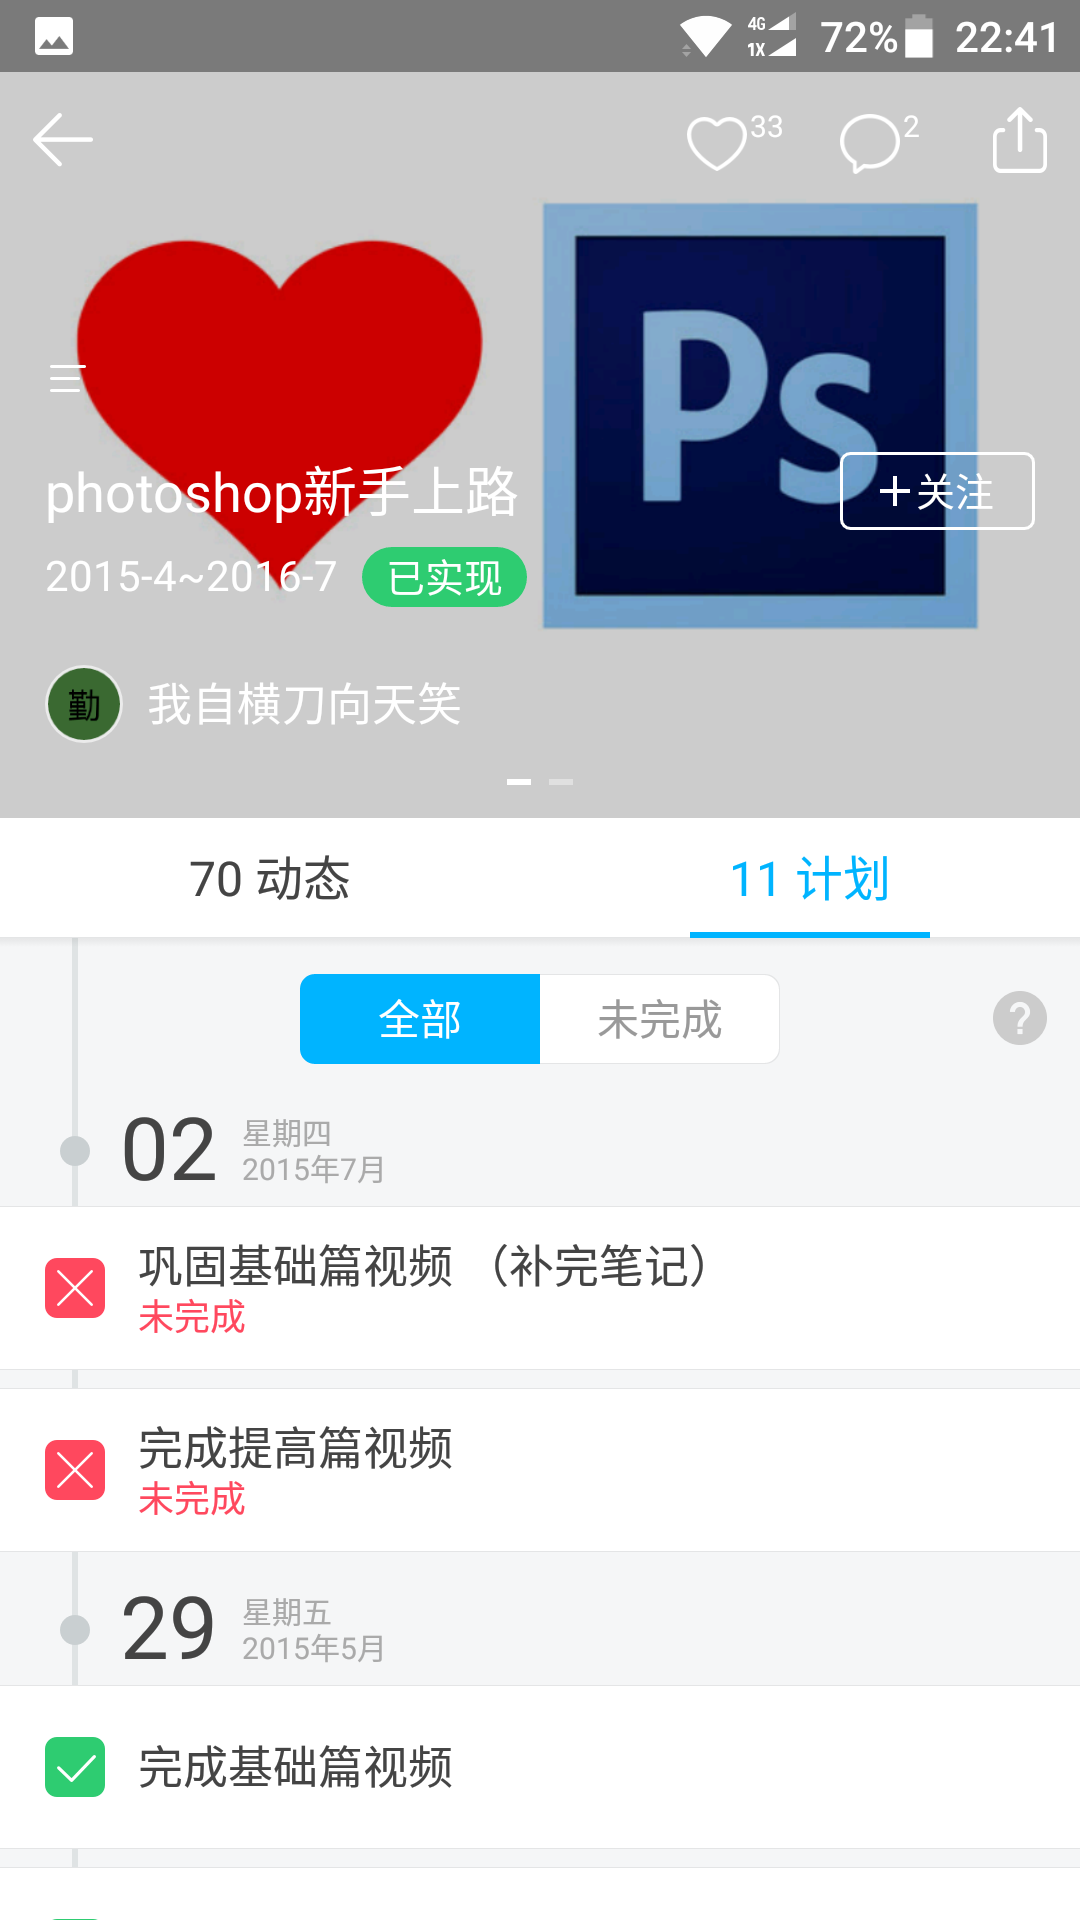 4G
1X
72%
22:41
33
2
Ps
photoshop新手上路
+关注
2015-4~2016-7 已实现
勤 我自横刀向天笑
70 动态
11 计划
全部
未完成
?
02
星期四
2015年7月
巩固基础篇视频 （补完笔记）
未完成
完成提高篇视频
未完成
29
星期五
2015年5月
完成基础篇视频